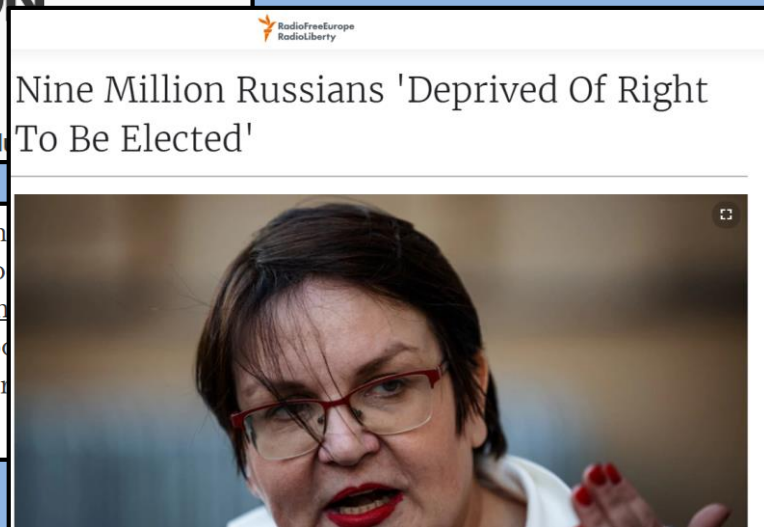 RadioFreeEurope
RadioLiberty
Nine Million Russians 'Deprived Of Right
To Be Elected'